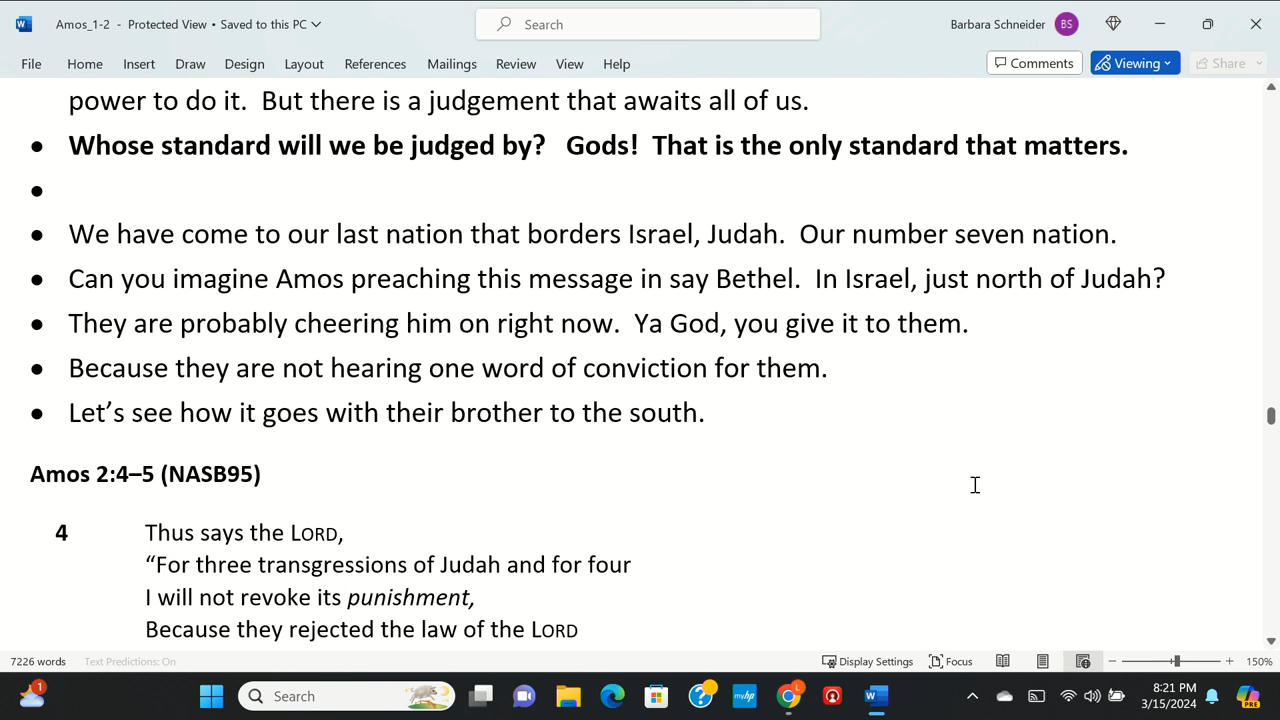 Amos_1-2 - Protected View • Saved to this PC
Search
Barbara Schneider
BS
File Home Insert Draw Design Layout References Mailings Review View Help
Comments Viewing Share
power to do it. But there is a judgement that awaits all of us.
• Whose standard will we be judged by? Gods! That is the only standard that matters.
•
• We have come to our last nation that borders Israel, Judah. Our number seven nation.
• Can you imagine Amos preaching this message in say Bethel. In Israel, just north of Judah?
• They are probably cheering him on right now. Ya God, you give it to them.
• Because they are not hearing one word of conviction for them.
• Let’s see how it goes with their brother to the south.
Amos 2:4–5 (NASB95)
4 Thus says the LORD,
“For three transgressions of Judah and for four
I will not revoke its punishment,
Because they rejected the law of the LORD
7226 words Text Predictions: On Display Settings Focus 150%
1 Search myhp L PRE
8:21 PM
3/15/2024